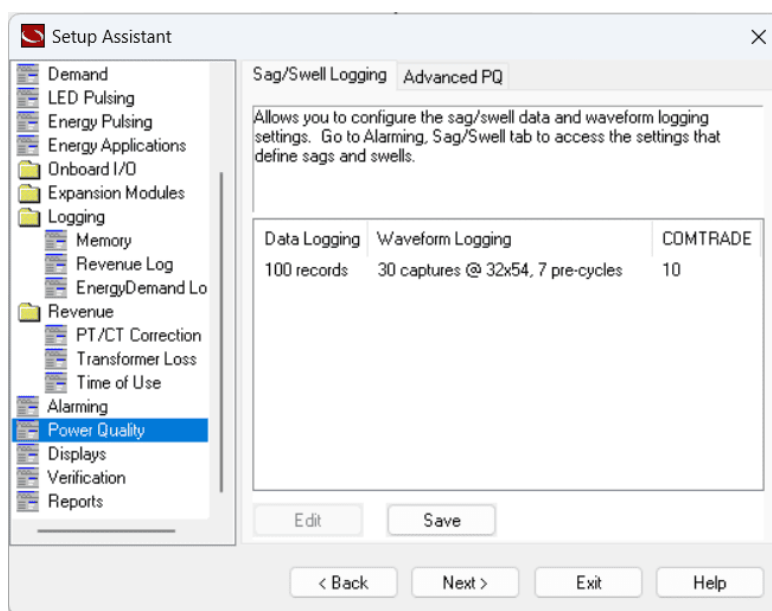 Setup Assistant
Demand
LED Pulsing
Energy Pulsing
Energy Applications
Onboard I/O
Expansion Modules
Logging
Memory
Revenue Log
EnergyDemand Lo
Revenue
PT/CT Correction
Transformer Loss
Time of Use
Alarming
Power Quality
Displays
Verification
Reports
Sag/Swell Logging Advanced PQ
Allows you to configure the sag/swell data and waveform logging
settings. Go to Alarming, Sag/Swell tab to access the settings that
define sags and swells.
Data Logging Waveform Logging COMTRADE
100 records 30 captures @ 32x54, 7 pre-cycles 10
Edit Save
< Back Next > Exit Help